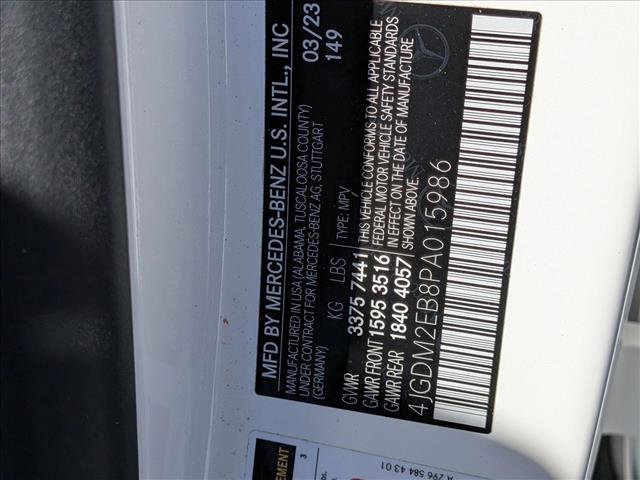 MFD BY MERCEDES-BENZ U.S. INTL., INC
MANUFACTURED IN USA (ALABAMA, TUSCALOOSA COUNTY) 03/23
UNDER CONTRACT FOR MERCEDES-BENZ AG, STUTTGART 149
(GERMANY)
KG LBS TYPE: MPV
GVWR 3375 7441
GAWR FRONT 1595 3516
GAWR REAR 1840 4057
THIS VEHICLE CONFORMS TO ALL APPLICABLE
FEDERAL MOTOR VEHICLE SAFETY STANDARDS
IN EFFECT ON THE DATE OF MANUFACTURE
SHOWN ABOVE.
4JGDM2EB8PA015986
3
A 296 584 43 01